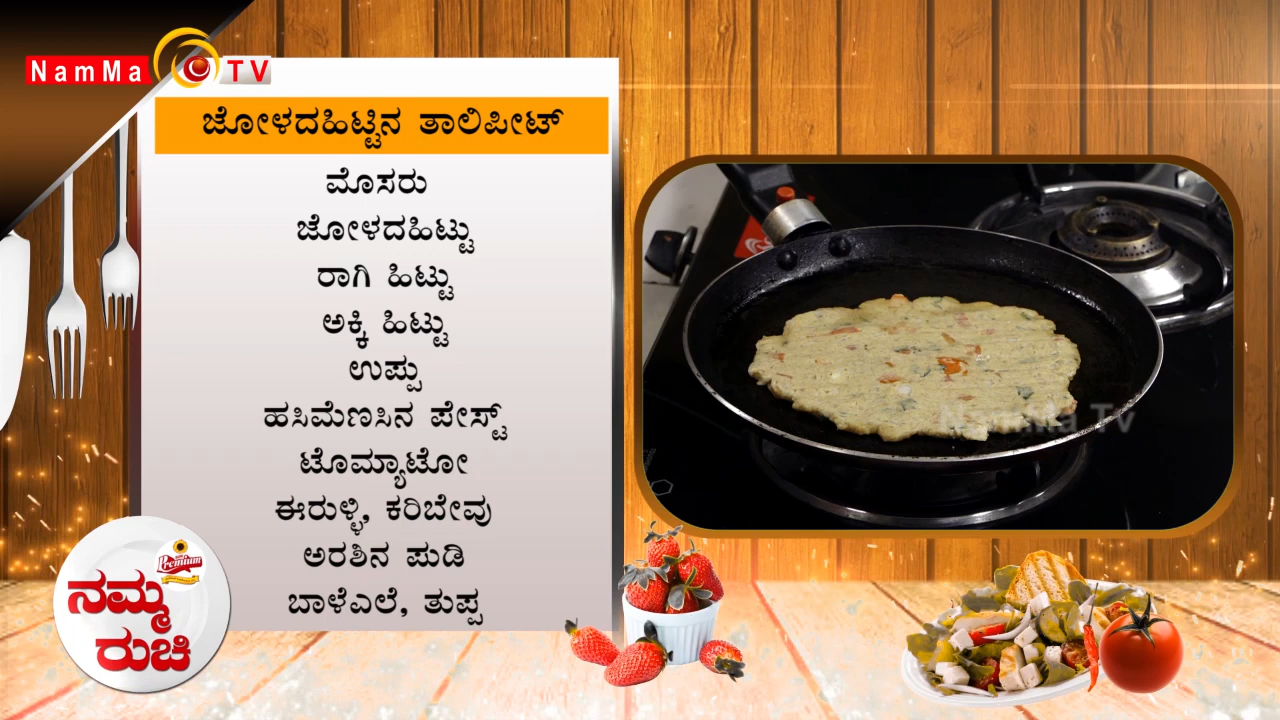 NamMa TV
ಜೋಳದಹಿಟ್ಟಿನ ತಾಲಿಪೀಟ್
ಮೊಸರು
ಜೋಳದಹಿಟ್ಟು
ರಾಗಿ ಹಿಟ್ಟು
ಅಕ್ಕಿ ಹಿಟ್ಟು
ಉಪ್ಪು
ಹಸಿಮೆಣಸಿನ ಪೇಸ್ಟ್
ಟೊಮ್ಯಾಟೋ
ಈರುಳ್ಳಿ, ಕರಿಬೇವು
ಅರಶಿನ ಪುಡಿ
ಬಾಳೆಎಲೆ, ತುಪ್ಪ
NamMa Tv
Premium
ನಮ್ಮ
ರುಚಿ